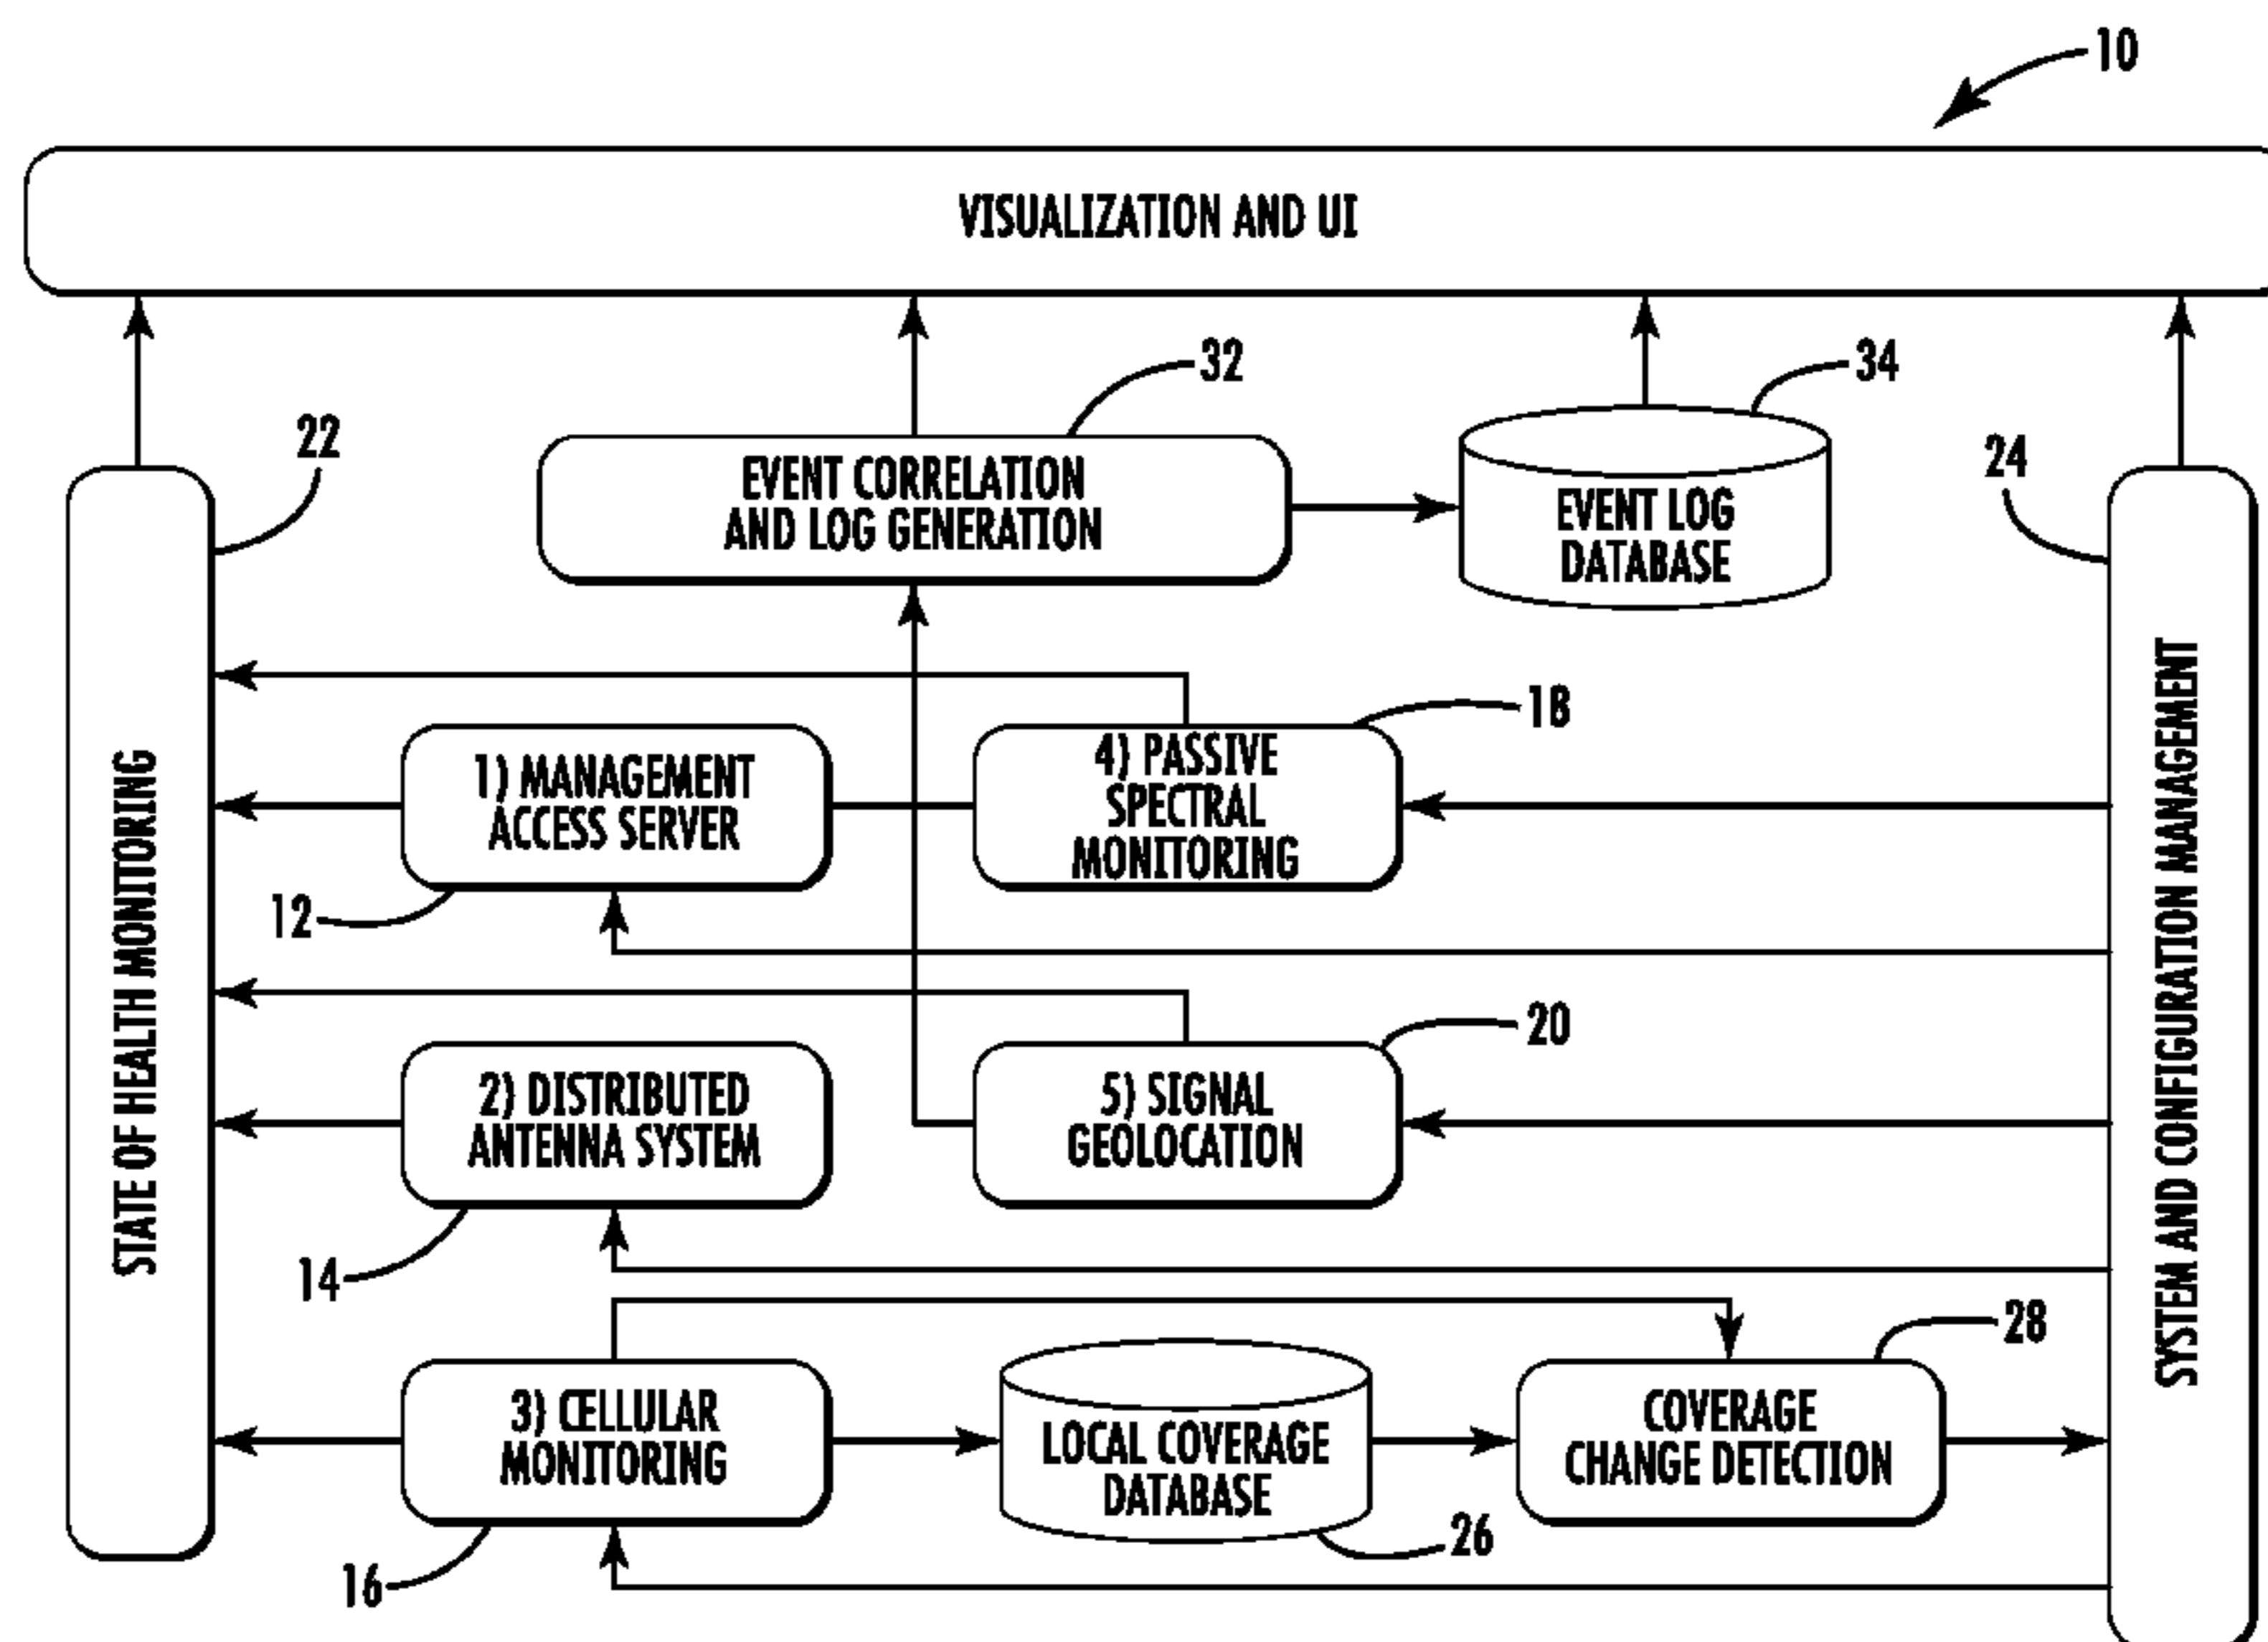 10
VISUALIZATION AND UI
32
34
22
24
EVENT CORRELATION
AND LOG GENERATION
EVENT LOG
DATABASE
18
1) MANAGEMENT
ACCESS SERVER
4) PASSIVE
SPECTRAL
MONITORING
12
STATE OF HEALTH MONITORING
SYSTEM AND CONFIGURATION MANAGEMENT
20
2) DISTRIBUTED
ANTENNA SYSTEM
5) SIGNAL
GEOLOCATION
14
28
3) CELLULAR
MONITORING
LOCAL COVERAGE
DATABASE
COVERAGE
CHANGE DETECTION
26
16